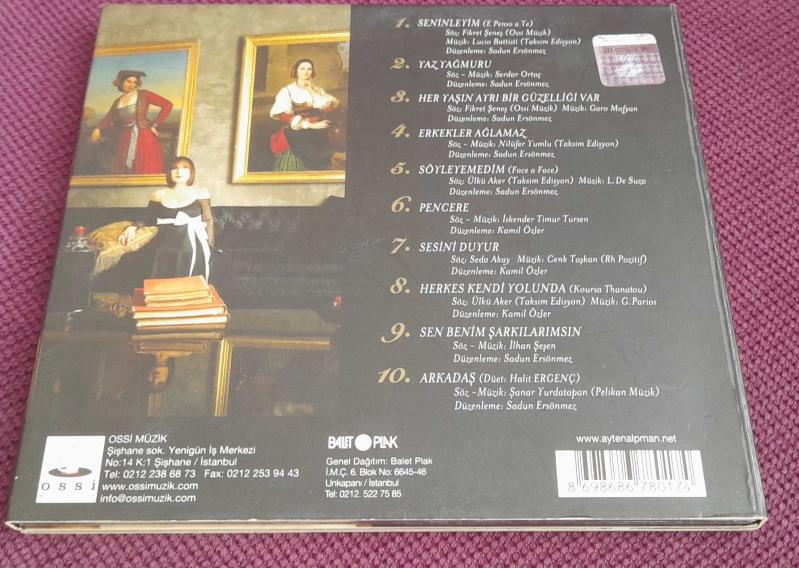 1. SENİNLEYİM (E Penso a Te)
Söz: Fikret Şeneş (Ossi Müzik)
Müzik: Lucio Battisti (Taksim Edisyon)
Düzenleme: Sadun Ersönmez
2. YAZ YAĞMURU
Söz - Müzik: Serdar Ortaç
Düzenleme: Sadun Ersönmez
3. HER YAŞIN AYRI BİR GÜZELLİĞİ VAR
Söz: Fikret Şeneş (Ossi Müzik) Müzik: Garo Mafyan
Düzenleme: Sadun Ersönmez
4. ERKEKLER AĞLAMAZ
Söz - Müzik: Nilüfer Yumlu (Taksim Edisyon)
Düzenleme: Sadun Ersönmez
5. SÖYLEYEMEDİM (Face a Face)
Söz: Ülkü Aker (Taksim Edisyon) Müzik: L. De Suza
Düzenleme: Sadun Ersönmez
6. PENCERE
Söz - Müzik: İskender Timur Tursen
Düzenleme: Kamil Özler
7. SESİNİ DUYUR
Söz: Seda Akay Müzik: Cenk Taşkan (Rh Pozitif)
Düzenleme: Kamil Özler
8. HERKES KENDİ YOLUNDA (Koursa Thanatou)
Söz: Ülkü Aker (Taksim Edisyon) Müzik: G. Parios
Düzenleme: Kamil Özler
9. SEN BENİM ŞARKILARIMSIN
Söz - Müzik: İlhan Şeşen
Düzenleme: Sadun Ersönmez
10. ARKADAŞ (Düet: Halit ERGENÇ)
Söz -Müzik: Şanar Yurdatapan (Pelikan Müzik)
Düzenleme: Sadun Ersönmez
ossi
OSSİ MÜZİK
Şişhane sok. Yenigün İş Merkezi
No:14 K:1 Şişhane / İstanbul
Tel: 0212 238 68 73 Fax: 0212 253 94 43
www.ossimuzik.com
info@ossimuzik.com
BALET PLAK
Genel Dağıtım: Balet Plak
İ.M.Ç. 6. Blok No: 6645-46
Unkapanı / İstanbul
Tel: 0212. 522 75 85
www.aytenalpman.net
8 698686 780174